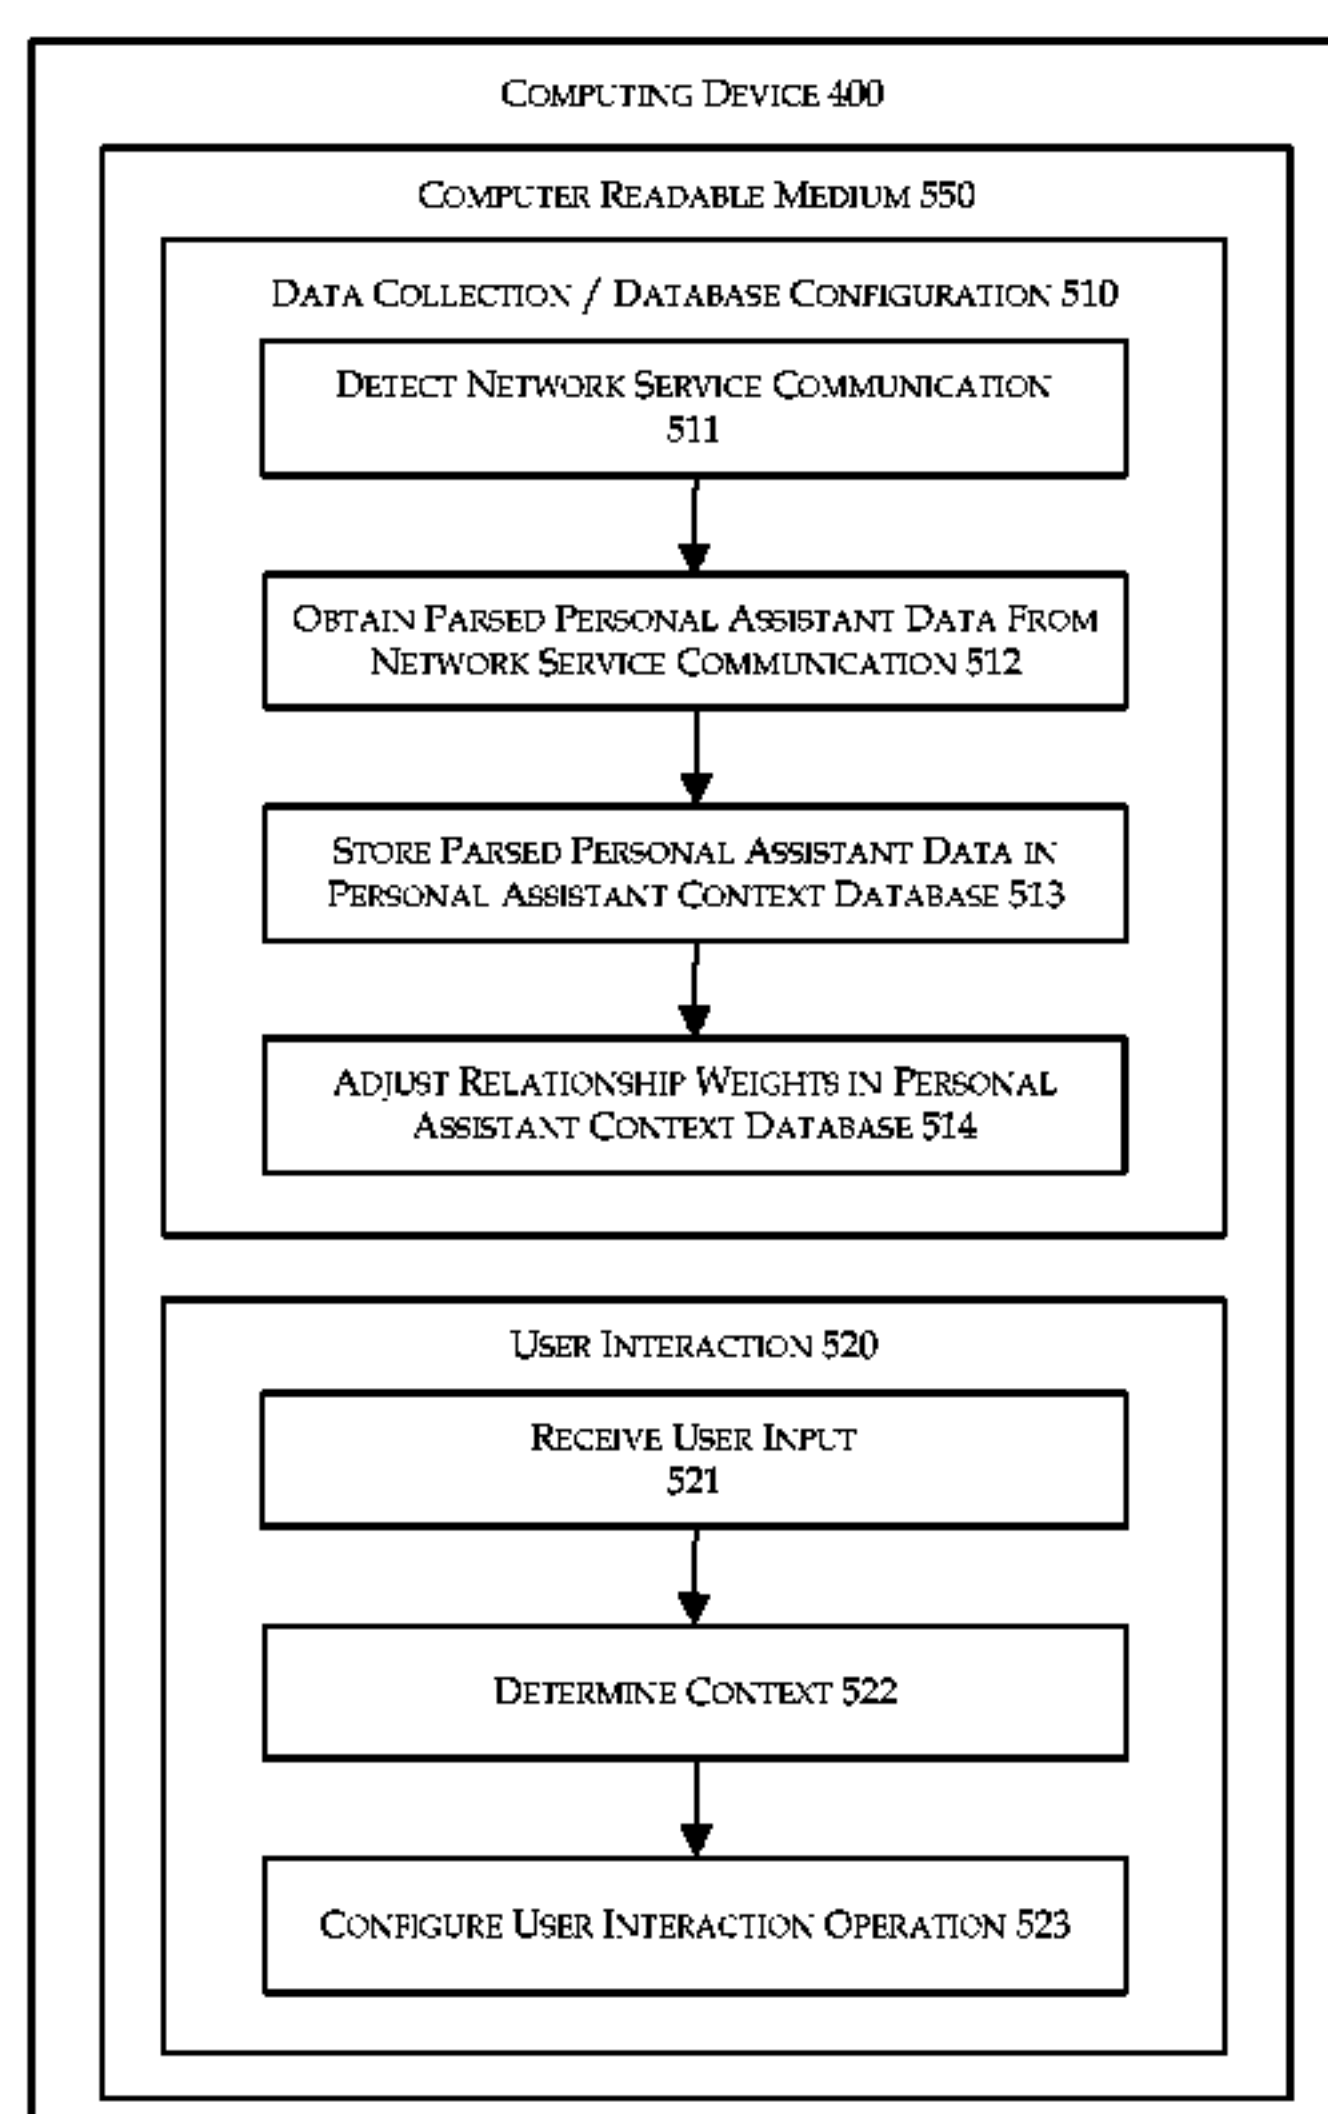 COMPUTING DEVICE 400
COMPUTER READABLE MEDIUM 550
DATA COLLECTION / DATABASE CONFIGURATION 510
DETECT NETWORK SERVICE COMMUNICATION
511
OBTAIN PARSED PERSONAL ASSISTANT DATA FROM
NETWORK SERVICE COMMUNICATION 512
STORE PARSED PERSONAL ASSISTANT DATA IN
PERSONAL ASSISTANT CONTEXT DATABASE 513
ADJUST RELATIONSHIP WEIGHTS IN PERSONAL
ASSISTANT CONTEXT DATABASE 514
USER INTERACTION 520
RECEIVE USER INPUT
521
DETERMINE CONTEXT 522
CONFIGURE USER INTERACTION OPERATION 523